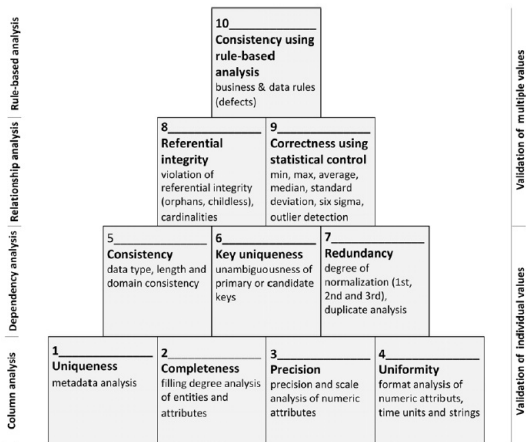 10
Consistency using
rule-based
analysis
business & data rules
(defects)
8
Referential
integrity
violation of
referential integrity
(orphans, childless),
cardinalities
9
Correctness using
statistical control
min, max, average,
median, standard
deviation, six sigma,
outlier detection
5
Consistency
data type, length and
domain consistency
6
Key uniqueness
unambiguousness of
primary or candidate
keys
7
Redundancy
degree of
normalization (1st,
2nd and 3rd),
duplicate analysis
1
Uniqueness
metadata analysis
2
Completeness
filling degree analysis
of entities and
attributes
3
Precision
precision and scale
analysis of numeric
attributes
4
Uniformity
format analysis of
numeric attributs,
time units and strings
Rule-based analysis
Relationship analysis
Dependency analysis
Column analysis
Validation of multiple values
Validation of individual values